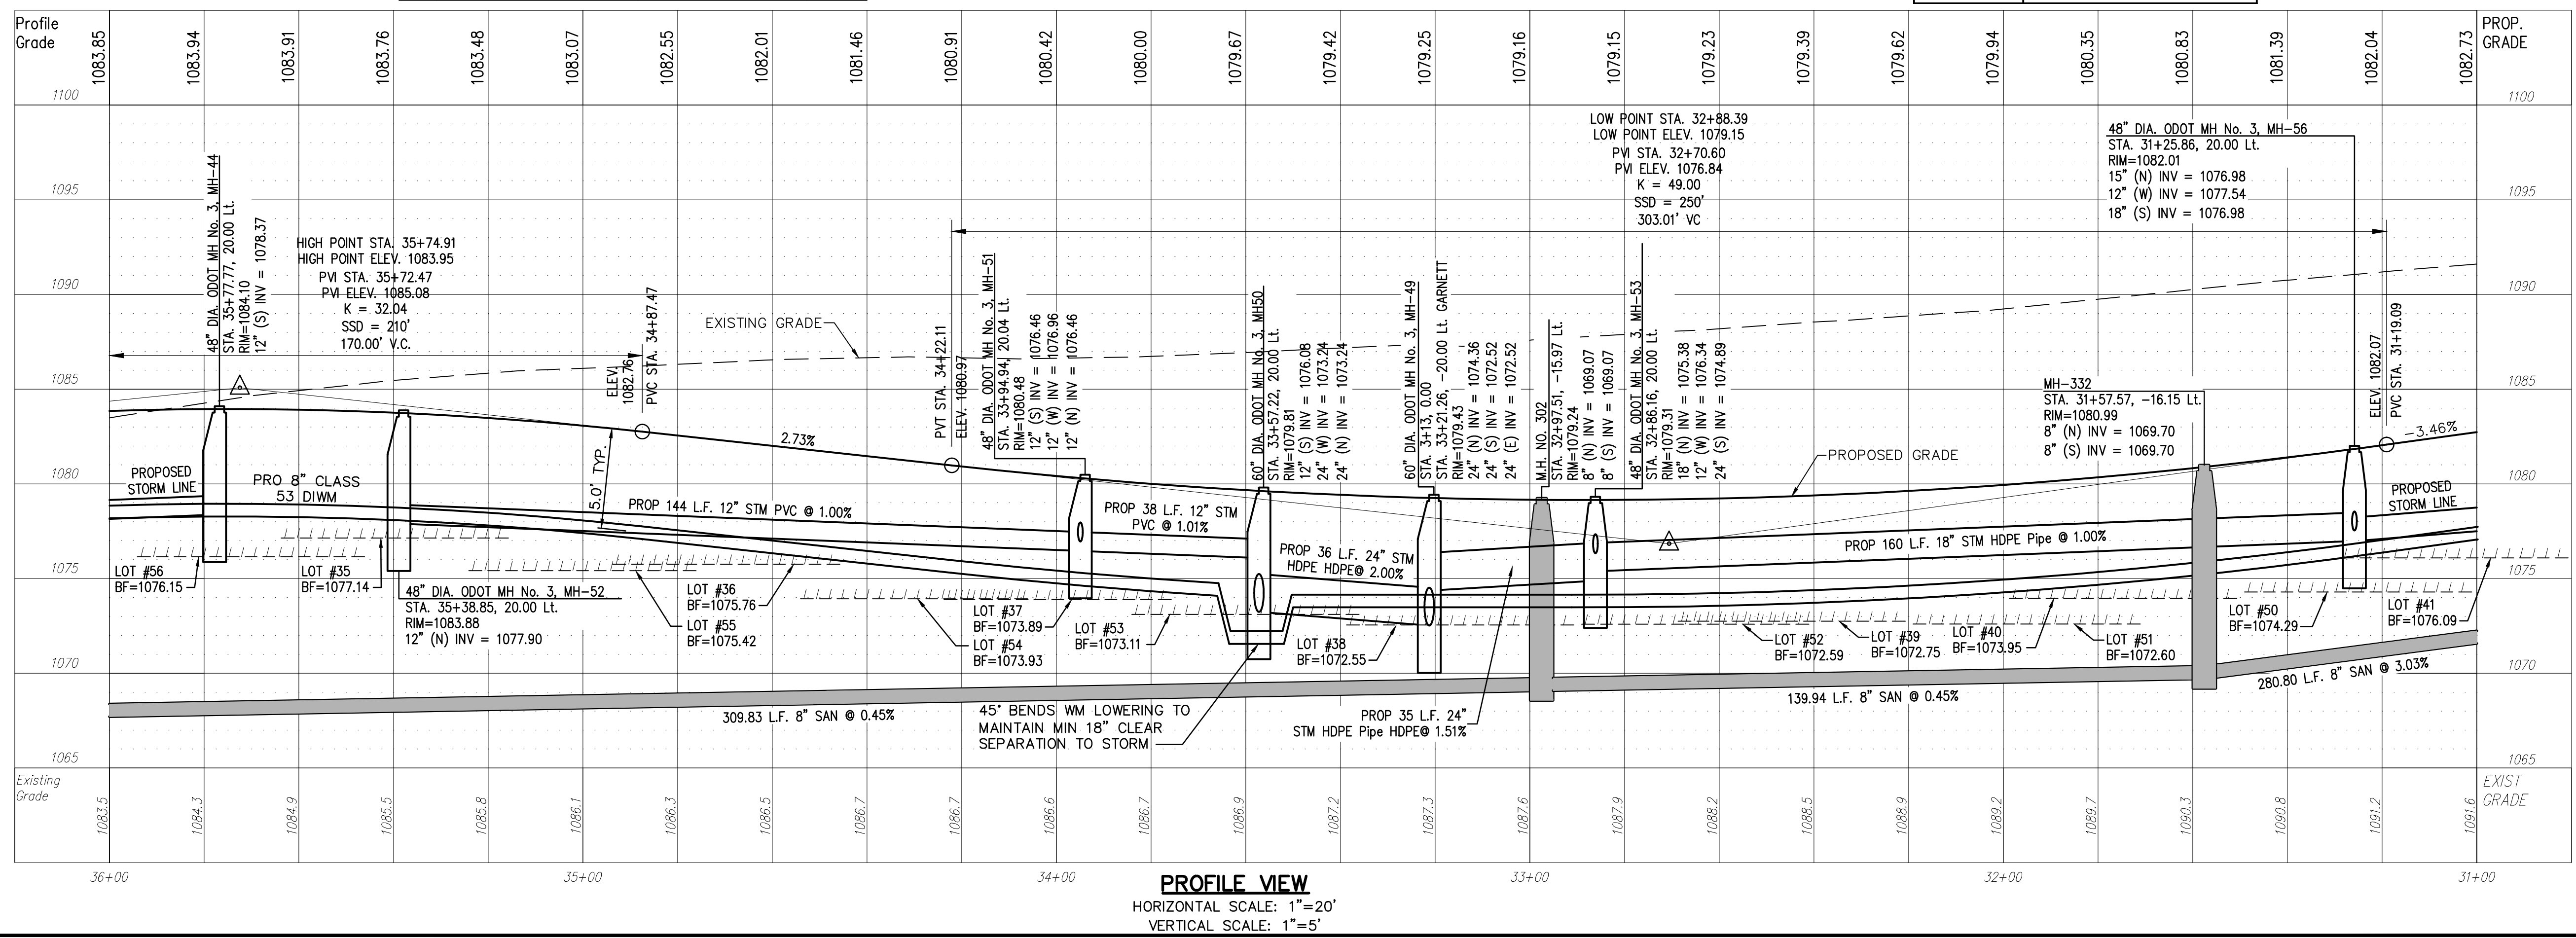 Profile
Grade
1083.85
1083.94
1083.91
1083.76
1083.48
1083.07
1082.55
1082.01
1081.46
1080.91
1080.42
1080.00
1079.67
1079.42
1079.25
1079.16
1079.15
1079.23
1079.39
1079.62
1079.94
1080.35
1080.83
1081.39
1082.04
1082.73
PROP.
GRADE
1100
1095
1090
1085
1080
1075
1070
1065
1100
1095
1090
1085
1080
1075
1070
1065
48" DIA. ODOT MH No. 3, MH-44
STA. 35+77.77, 20.00 Lt.
RIM=1084.10
12" (S) INV = 1078.37
HIGH POINT STA. 35+74.91
HIGH POINT ELEV. 1083.95
PVI STA. 35+72.47
PVI ELEV. 1085.08
K = 32.04
SSD = 210'
170.00' V.C.
ELEV.
1082.76
PVC STA. 34+87.47
EXISTING GRADE
PVT STA. 34+22.11
ELEV. 1080.97
48" DIA. ODOT MH No. 3, MH-51
STA. 33+94.94, 20.04 Lt.
RIM=1080.48
12" (S) INV = 1076.46
12" (W) INV = 1076.96
12" (N) INV = 1076.46
60" DIA. ODOT MH No. 3, MH50
STA. 33+57.22, 20.00 Lt.
RIM=1079.81
12" (S) INV = 1076.08
24" (W) INV = 1073.24
24" (N) INV = 1073.24
60" DIA. ODOT MH No. 3, MH-49
STA. 3+13, 0.00
STA. 33+21.26, -20.00 Lt. GARNETT
RIM=1079.43
24" (N) INV = 1074.36
24" (S) INV = 1072.52
24" (E) INV = 1072.52
M.H. NO. 302
STA. 32+97.51, -15.97 Lt.
RIM=1079.24
8" (N) INV = 1069.07
8" (S) INV = 1069.07
48" DIA. ODOT MH No. 3, MH-53
STA. 32+86.16, 20.00 Lt.
RIM=1079.31
18" (N) INV = 1075.38
12" (W) INV = 1076.34
24" (S) INV = 1074.89
LOW POINT STA. 32+88.39
LOW POINT ELEV. 1079.15
PVI STA. 32+70.60
PVI ELEV. 1076.84
K = 49.00
SSD = 250'
303.01' VC
48" DIA. ODOT MH No. 3, MH-56
STA. 31+25.86, 20.00 Lt.
RIM=1082.01
15" (N) INV = 1076.98
12" (W) INV = 1077.54
18" (S) INV = 1076.98
MH-332
STA. 31+57.57, -16.15 Lt.
RIM=1080.99
8" (N) INV = 1069.70
8" (S) INV = 1069.70
ELEV. 1082.07
PVC STA. 31+19.09
-3.46%
PROPOSED GRADE
2.73%
5.0' TYP.
PROPOSED
STORM LINE
PRO 8" CLASS
53 DIWM
PROP 144 L.F. 12" STM PVC @ 1.00%
PROP 38 L.F. 12" STM
PVC @ 1.01%
PROP 36 L.F. 24" STM
HDPE HDPE@ 2.00%
PROP 160 L.F. 18" STM HDPE Pipe @ 1.00%
PROPOSED
STORM LINE
LOT #56
BF=1076.15
LOT #35
BF=1077.14
48" DIA. ODOT MH No. 3, MH-52
STA. 35+38.85, 20.00 Lt.
RIM=1083.88
12" (N) INV = 1077.90
LOT #36
BF=1075.76
LOT #55
BF=1075.42
LOT #37
BF=1073.89
LOT #54
BF=1073.93
LOT #53
BF=1073.11
LOT #38
BF=1072.55
LOT #52
BF=1072.59
LOT #39
BF=1072.75
LOT #40
BF=1073.95
LOT #51
BF=1072.60
LOT #50
BF=1074.29
LOT #41
BF=1076.09
309.83 L.F. 8" SAN @ 0.45%
45° BENDS WM LOWERING TO
MAINTAIN MIN 18" CLEAR
SEPARATION TO STORM
PROP 35 L.F. 24"
STM HDPE Pipe HDPE@ 1.51%
139.94 L.F. 8" SAN @ 0.45%
280.80 L.F. 8" SAN @ 3.03%
Existing
Grade
1083.5
1084.3
1084.9
1085.5
1085.8
1086.1
1086.3
1086.5
1086.7
1086.7
1086.6
1086.7
1086.9
1087.2
1087.3
1087.6
1087.9
1088.2
1088.5
1088.9
1089.2
1089.7
1090.3
1090.8
1091.2
1091.6
EXIST
GRADE
36+00
35+00
34+00
33+00
32+00
31+00
PROFILE VIEW
HORIZONTAL SCALE: 1"=20'
VERTICAL SCALE: 1"=5'